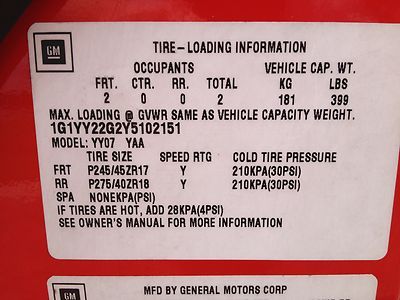 GM
TIRE-LOADING INFORMATION
OCCUPANTS VEHICLE CAP. WT.
FRT. CTR. RR. TOTAL KG LBS
2 0 0 2 181 399
MAX. LOADING @ GVWR SAME AS VEHICLE CAPACITY WEIGHT.
1G1YY22G2Y5102151
MODEL: YY07 YAA
TIRE SIZE SPEED RTG COLD TIRE PRESSURE
FRT P245/45ZR17 Y 210KPA(30PSI)
RR P275/40ZR18 Y 210KPA(30PSI)
SPA NONEKPA(PSI)
IF TIRES ARE HOT, ADD 28KPA(4PSI)
SEE OWNER'S MANUAL FOR MORE INFORMATION
GM
MFD BY GENERAL MOTORS CORP